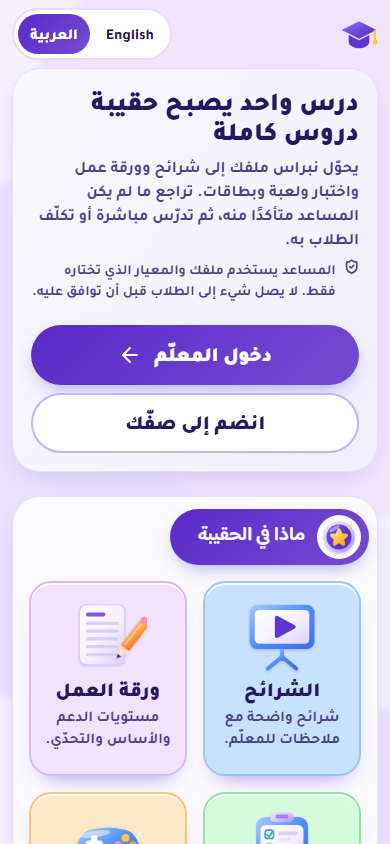 العربية
English
درس واحد يصبح حقيبة
دروس كاملة
يحوّل نبراس ملفك إلى شرائح وورقة عمل
واختبار ولعبة وبطاقات. تراجع ما لم يكن
المساعد متأكدًا منه، ثم تدرّس مباشرة أو تكلّف
الطلاب به.
المساعد يستخدم ملفك والمعيار الذي تختاره
فقط. لا يصل شيء إلى الطلاب قبل أن توافق عليه.
دخول المعلّم
انضم إلى صفّك
ماذا في الحقيبة
الشرائح
شرائح واضحة مع
ملاحظات للمعلّم.
ورقة العمل
مستويات الدعم
والأساس والتحدّي.